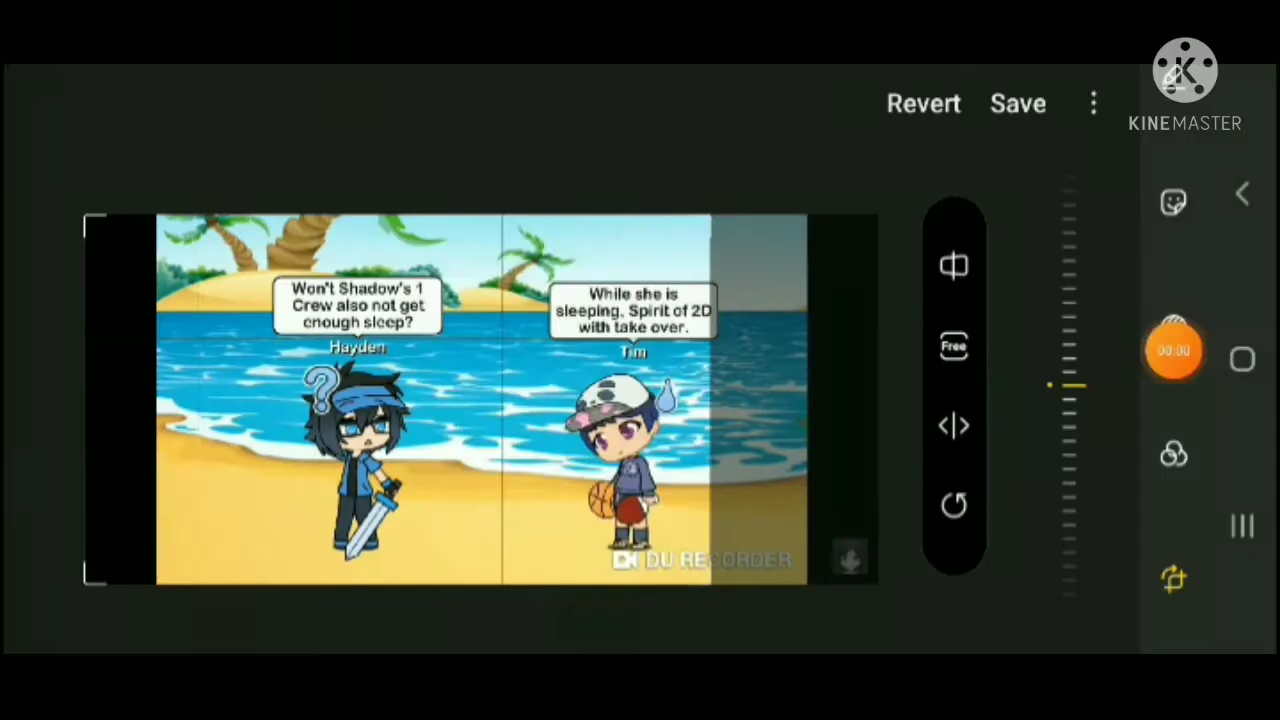 Revert Save
KINEMASTER
Won't Shadow's 1
Crew also not get
enough sleep?
Hayden
While she is
sleeping, Spirit of 2D
with take over.
Tim
Free
00:00
DU RECORDER